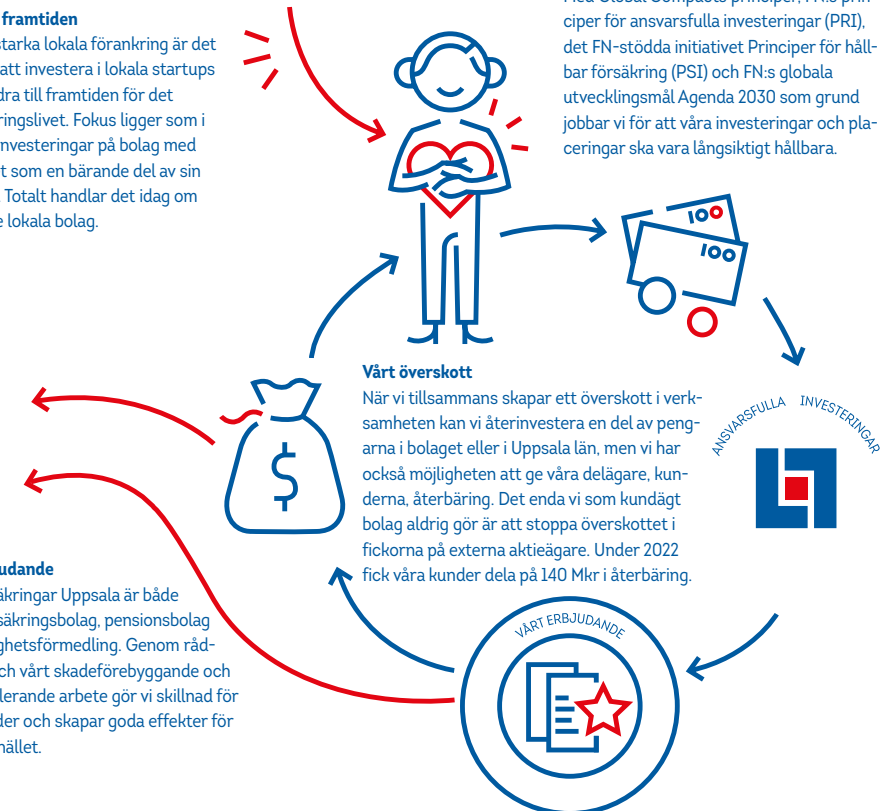 framtiden
starka lokala förankring är det
att investera i lokala startups
dra till framtiden för det
ringslivet. Fokus ligger som i
nvesteringar på bolag med
t som en bärande del av sin
. Totalt handlar det idag om
e lokala bolag.
Med Global Compacts principer, FN:s prin-
ciper för ansvarsfulla investeringar (PRI),
det FN-stödda initiativet Principer för håll-
bar försäkring (PSI) och FN:s globala
utvecklingsmål Agenda 2030 som grund
jobbar vi för att våra investeringar och pla-
ceringar ska vara långsiktigt hållbara.
100
100
ANSVARSFULLA INVESTERINGAR
$
Vårt överskott
När vi tillsammans skapar ett överskott i verk-
samheten kan vi återinvestera en del av peng-
arna i bolaget eller i Uppsala län, men vi har
också möjligheten att ge våra delägare, kun-
derna, återbäring. Det enda vi som kundägt
bolag aldrig gör är att stoppa överskottet i
fickorna på externa aktieägare. Under 2022
fick våra kunder dela på 140 Mkr i återbäring.
udande
äkringar Uppsala är både
säkringsbolag, pensionsbolag
ghetsförmedling. Genom råd-
ch vårt skadeförebyggande och
lerande arbete gör vi skillnad för
der och skapar goda effekter för
hället.
VÅRT ERBJUDANDE